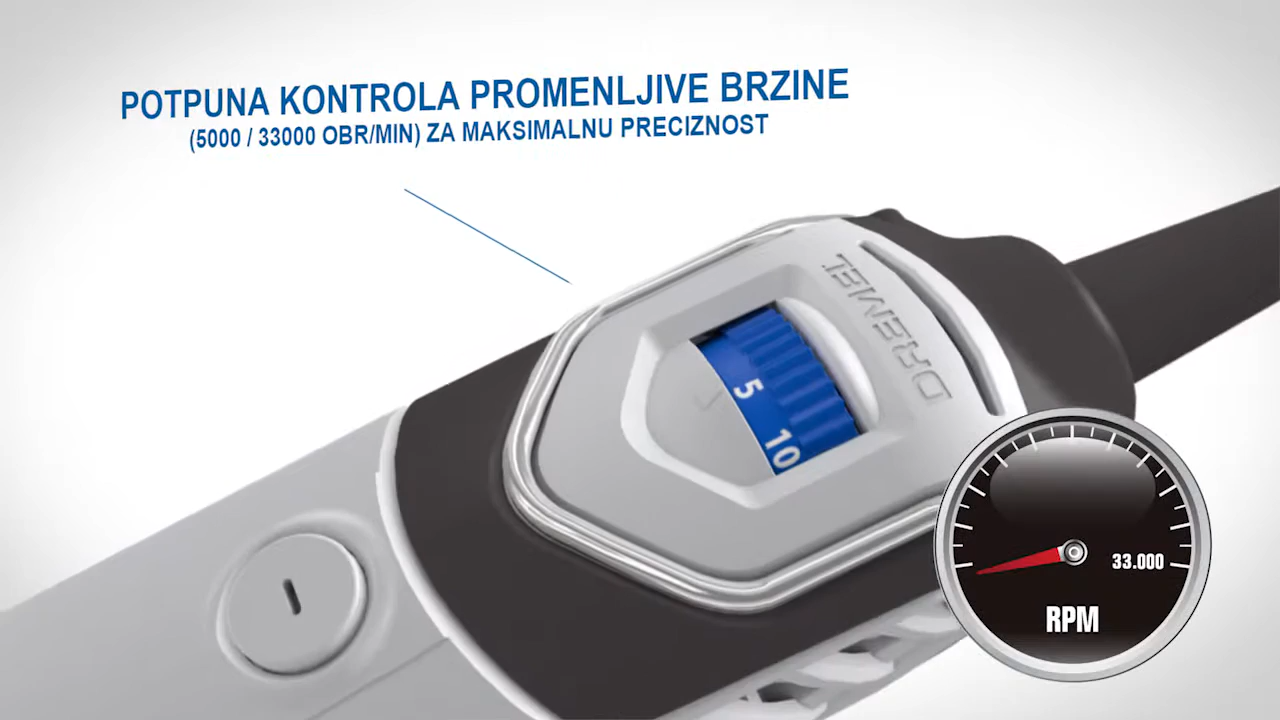 POTPUNA KONTROLA PROMENLJIVE BRZINE
(5000 / 33000 OBR/MIN) ZA MAKSIMALNU PRECIZNOST
DREMEL
5
10
33.000
RPM